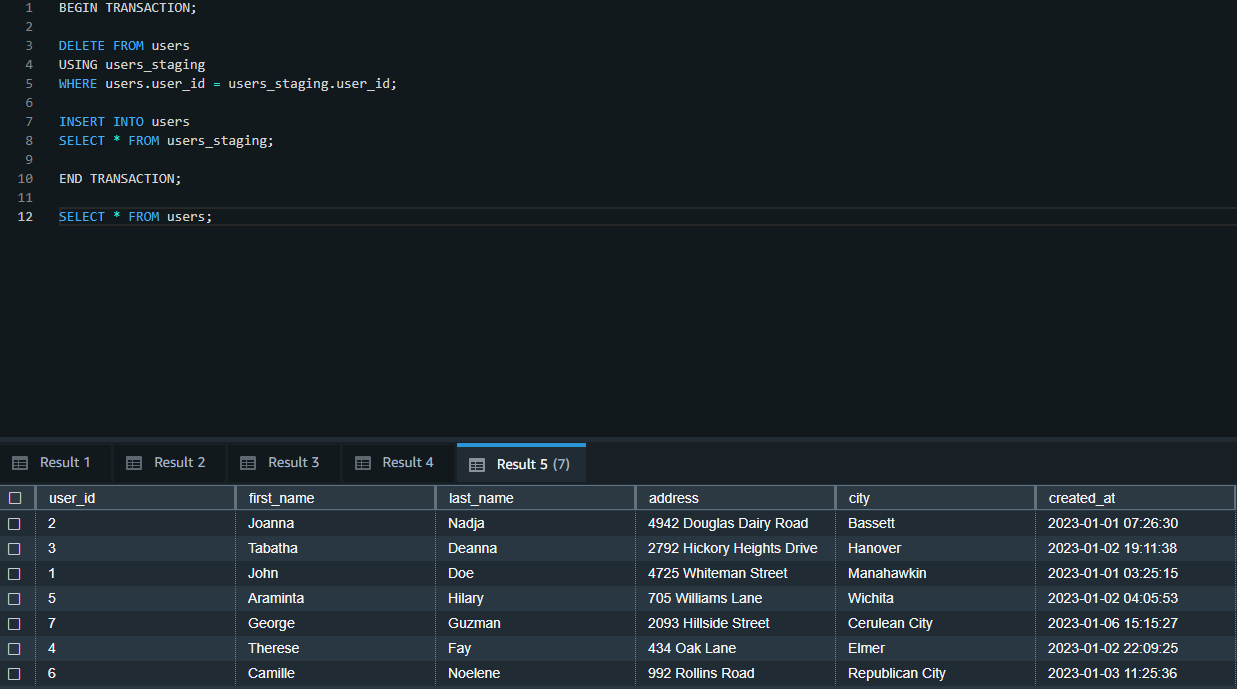 1 BEGIN TRANSACTION;
2
3 DELETE FROM users
4 USING users_staging
5 WHERE users.user_id = users_staging.user_id;
6
7 INSERT INTO users
8 SELECT * FROM users_staging;
9
10 END TRANSACTION;
11
12 SELECT * FROM users;
Result 1 Result 2 Result 3 Result 4 Result 5 (7)
user_id first_name last_name address city created_at
2 Joanna Nadja 4942 Douglas Dairy Road Bassett 2023-01-01 07:26:30
3 Tabatha Deanna 2792 Hickory Heights Drive Hanover 2023-01-02 19:11:38
1 John Doe 4725 Whiteman Street Manahawkin 2023-01-01 03:25:15
5 Araminta Hilary 705 Williams Lane Wichita 2023-01-02 04:05:53
7 George Guzman 2093 Hillside Street Cerulean City 2023-01-06 15:15:27
4 Therese Fay 434 Oak Lane Elmer 2023-01-02 22:09:25
6 Camille Noelene 992 Rollins Road Republican City 2023-01-03 11:25:36